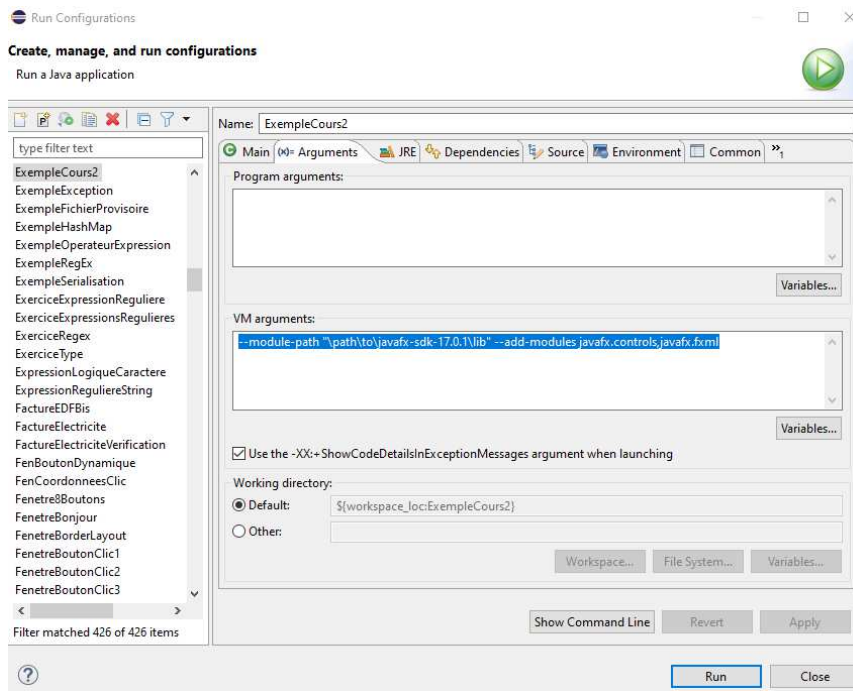 Run Configurations
Create, manage, and run configurations
Run a Java application
type filter text
ExempleCours2
ExempleException
ExempleFichierProvisoire
ExempleHashMap
ExempleOperateurExpression
ExempleRegEx
ExempleSerialisation
ExerciceExpressionReguliere
ExerciceExpressionsRegulieres
ExerciceRegex
ExerciceType
ExpressionLogiqueCaractere
ExpressionReguliereString
FactureEDFBis
FactureElectricite
FactureElectriciteVerification
FenBoutonDynamique
FenCoordonneesClic
Fenetre8Boutons
FenetreBonjour
FenetreBorderLayout
FenetreBoutonClic1
FenetreBoutonClic2
FenetreBoutonClic3
Filter matched 426 of 426 items
Name: ExempleCours2
Main (x)= Arguments JRE Dependencies Source Environment Common »1
Program arguments:
Variables...
VM arguments:
--module-path "\path\to\javafx-sdk-17.0.1\lib" --add-modules javafx.controls,javafx.fxml
Variables...
Use the -XX:+ShowCodeDetailsInExceptionMessages argument when launching
Working directory:
Default: ${workspace_loc:ExempleCours2}
Other:
Workspace... File System... Variables...
Show Command Line Revert Apply
? Run Close